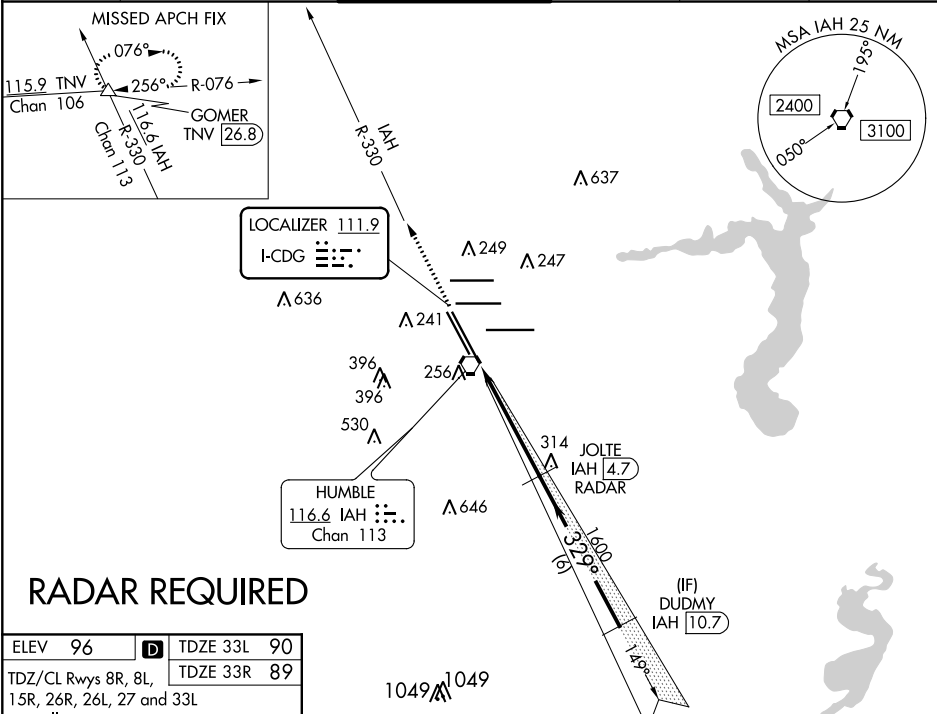 MISSED APCH FIX
076°
115.9 TNV
Chan 106
256°
R-076
GOMER
TNV 26.8
116.6 IAH
R-330
Chan 113
IAH
R-330
MSA IAH 25 NM
195°
2400
3100
050°
637
LOCALIZER 111.9
I-CDG
249
247
636
241
396
396
256
530
314
JOLTE
IAH 4.7
RADAR
HUMBLE
116.6 IAH
Chan 113
646
329°
1600
(6)
(IF)
DUDMY
IAH 10.7
149°
RADAR REQUIRED
ELEV 96
D
TDZE 33L 90
TDZE 33R 89
TDZ/CL Rwys 8R, 8L,
15R, 26R, 26L, 27 and 33L
1049
1049